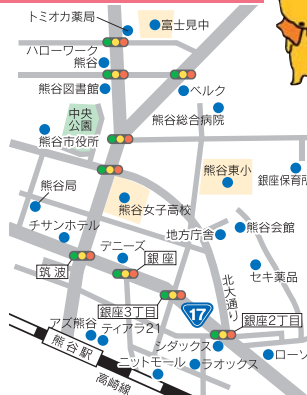 トミオカ薬局
富士見中
ハローワーク
熊谷
熊谷図書館
ベルク
熊谷総合病院
中央
公園
熊谷市役所
熊谷東小
銀座保育所
熊谷局
熊谷女子高校
チサンホテル
地方庁舎
熊谷会館
デニーズ
銀座
筑波
北大通り
セキ薬品
銀座3丁目
17
銀座2丁目
アズ熊谷
ティアラ21
シダックス
ロー
熊谷駅
ニットモール
ラオックス
高崎線